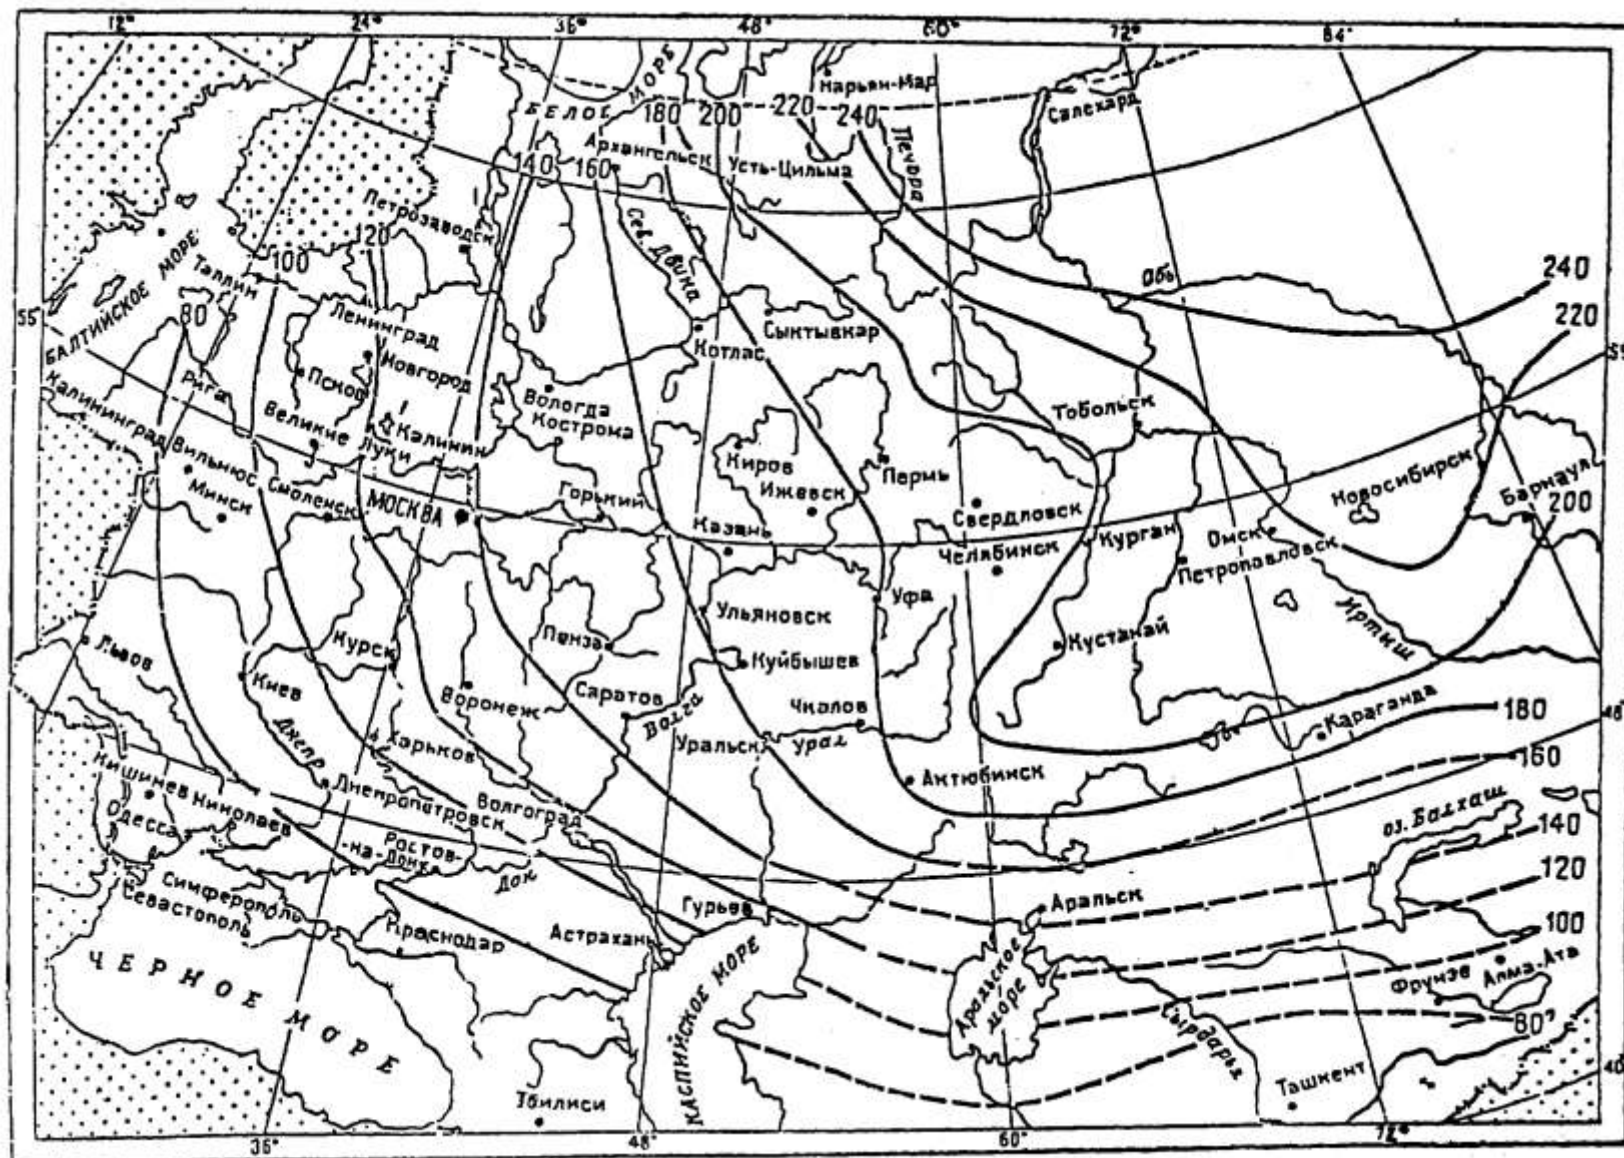 12°
24°
36°
48°
60°
72°
84°
БЕЛОЕ МОРЕ
Нарьян-Мар
180
200
220
240
Салехард
Печора
Архангельск
Усть-Цильма
140
160
Петрозаводск
Сев. Двина
120
100
Таллин
БАЛТИЙСКОЕ МОРЕ
80
Ленинград
Обь
240
220
55
Сыктывкар
Котлас
Новгород
Псков
Рига
Вологда
Кострома
Тобольск
Калининград
Великие Луки
Калинин
Вильнюс
Минск
Смоленск
МОСКВА
Горький
Киров
Ижевск
Пермь
Казань
Свердловск
Челябинск
Курган
Омск
Петропавловск
Новосибирск
Барнаул
200
Уфа
Ульяновск
Иртыш
Львов
Курск
Пенза
Куйбышев
Кустанай
Киев
Воронеж
Саратов
Волга
Чкалов
Уральск
Урал
Караганда
180
48
Днепр
Харьков
Актюбинск
160
Кишинев
Николаев
Одесса
Днепропетровск
Волгоград
Ростов-
-на-Дону
Дон
оз. Балхаш
140
120
Симферополь
Севастополь
Краснодар
Астрахань
Гурьев
Аральск
100
ЧЕРНОЕ МОРЕ
КАСПИЙСКОЕ МОРЕ
Аральское
море
Сырдарья
Фрунзе
Алма-Ата
80
40
Тбилиси
Ташкент
36°
48°
60°
72°